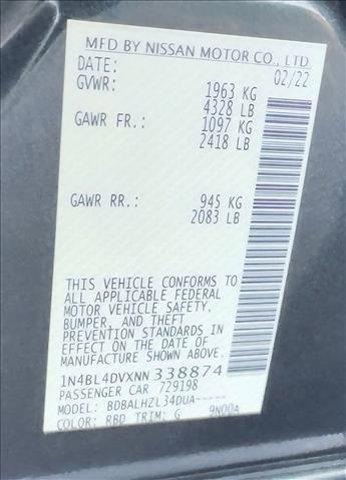 MFD BY NISSAN MOTOR CO., LTD.
DATE: 02/22
GVWR: 1963 KG
4328 LB
GAWR FR.: 1097 KG
2418 LB
GAWR RR.: 945 KG
2083 LB
THIS VEHICLE CONFORMS TO
ALL APPLICABLE FEDERAL
MOTOR VEHICLE SAFETY,
BUMPER, AND THEFT
PREVENTION STANDARDS IN
EFFECT ON THE DATE OF
MANUFACTURE SHOWN ABOVE.
1N4BL4DVXNN 338874
PASSENGER CAR 729198
MODEL: BDBALHZL34DUA-----
COLOR: RBD TRIM: G 9N00A